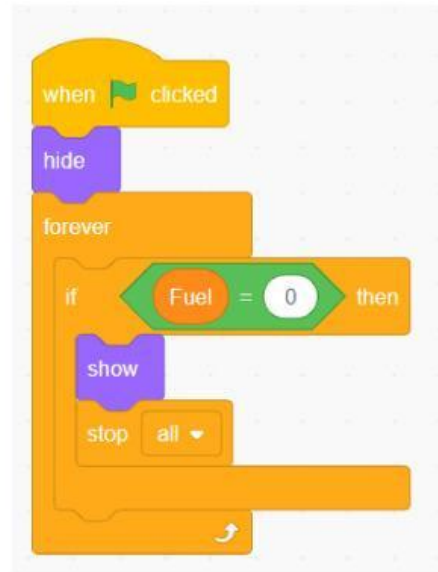 when clicked
hide
forever
if Fuel = 0 then
show
stop all